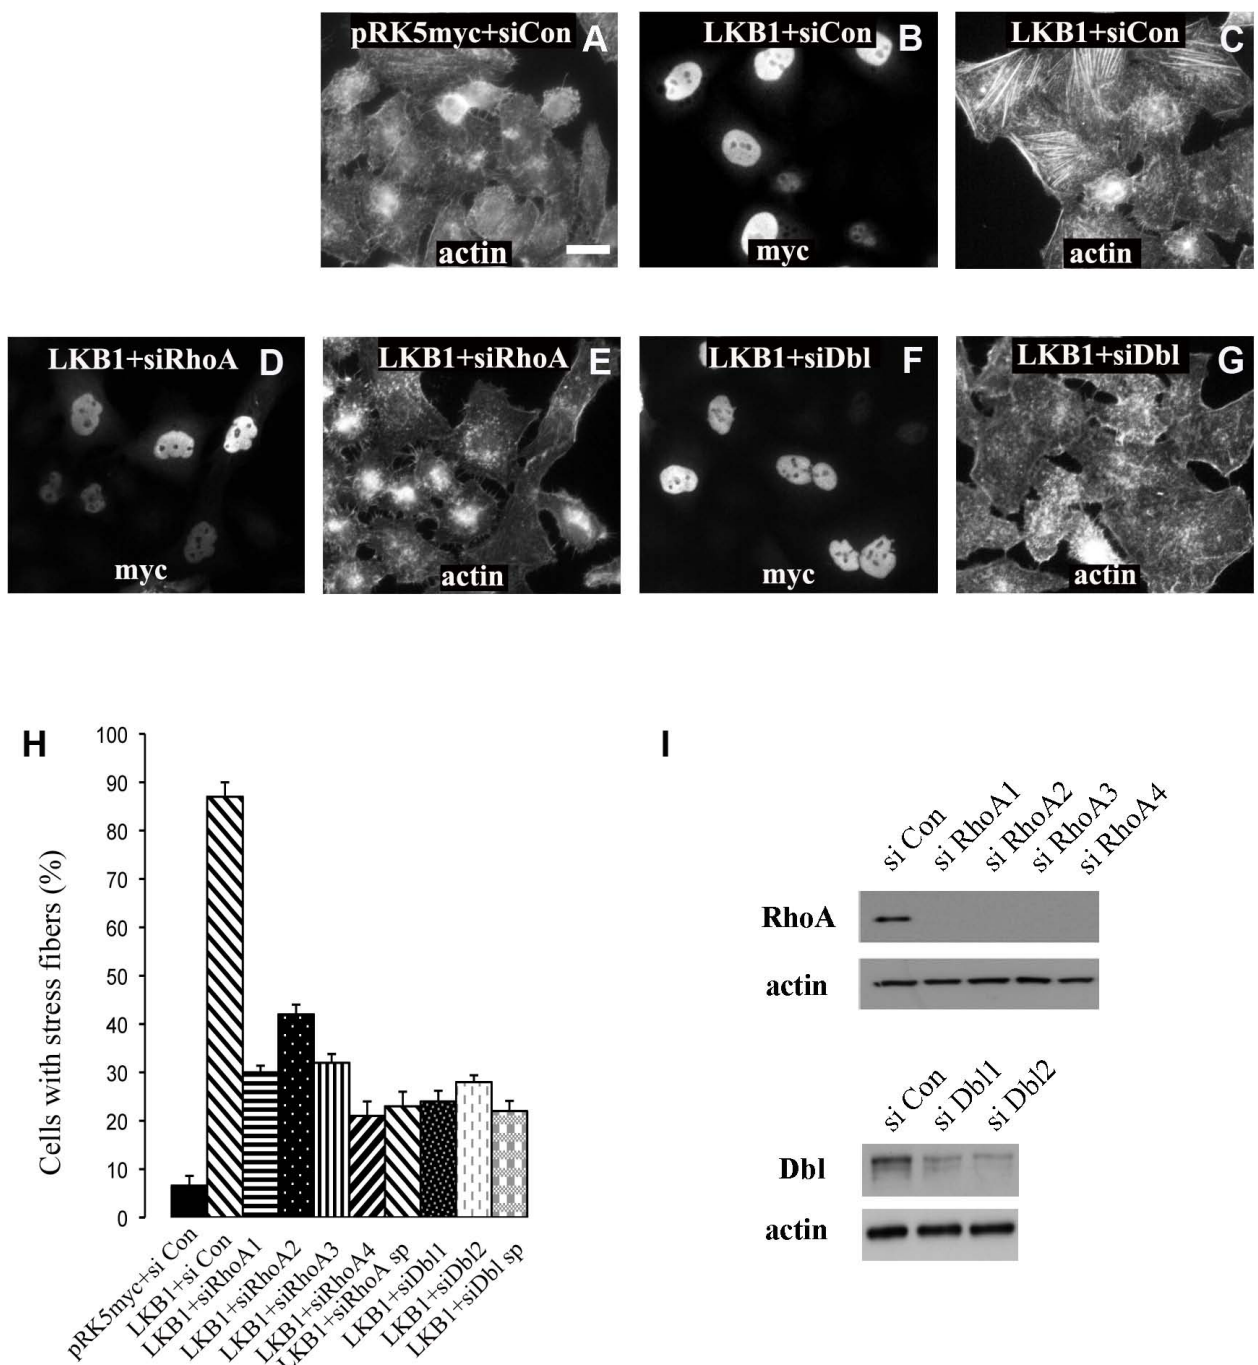 pRK5myc+siCon A
actin
LKB1+siCon B
myc
LKB1+siCon C
actin
LKB1+siRhoA D
myc
LKB1+siRhoA E
actin
LKB1+siDbl F
myc
LKB1+siDbl G
actin
H
Cells with stress fibers (%)
100
90
80
70
60
50
40
30
20
10
0
pRK5myc+si Con
LKB1+si Con
LKB1+siRhoA1
LKB1+siRhoA2
LKB1+siRhoA3
LKB1+siRhoA4
LKB1+siRhoA sp
LKB1+siDbl1
LKB1+siDbl2
LKB1+siDbl sp
I
si Con
si RhoA1
si RhoA2
si RhoA3
si RhoA4
RhoA
actin
si Con
si Dbl1
si Dbl2
Dbl
actin